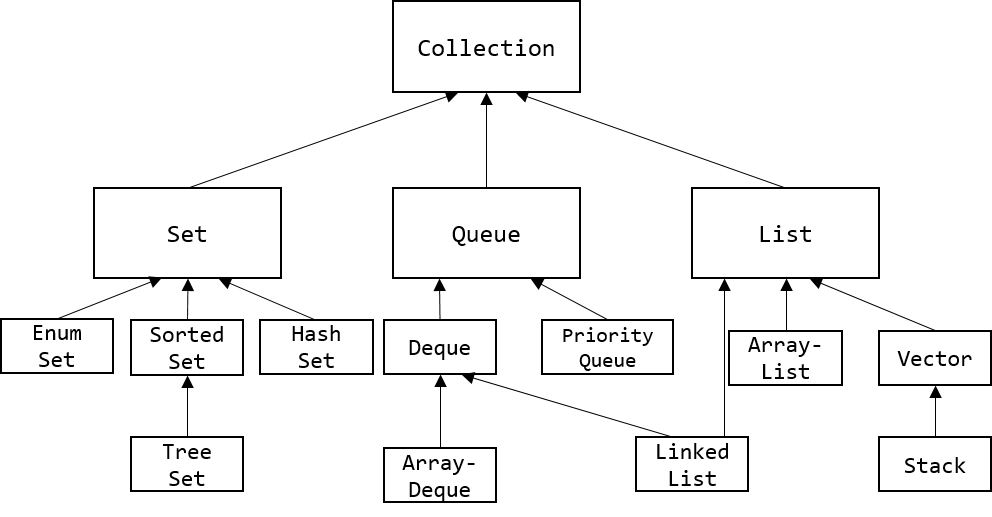 Collection
Set
Queue
List
Enum
Set
Sorted
Set
Hash
Set
Deque
Priority
Queue
Array-
List
Vector
Tree
Set
Array-
Deque
Linked
List
Stack